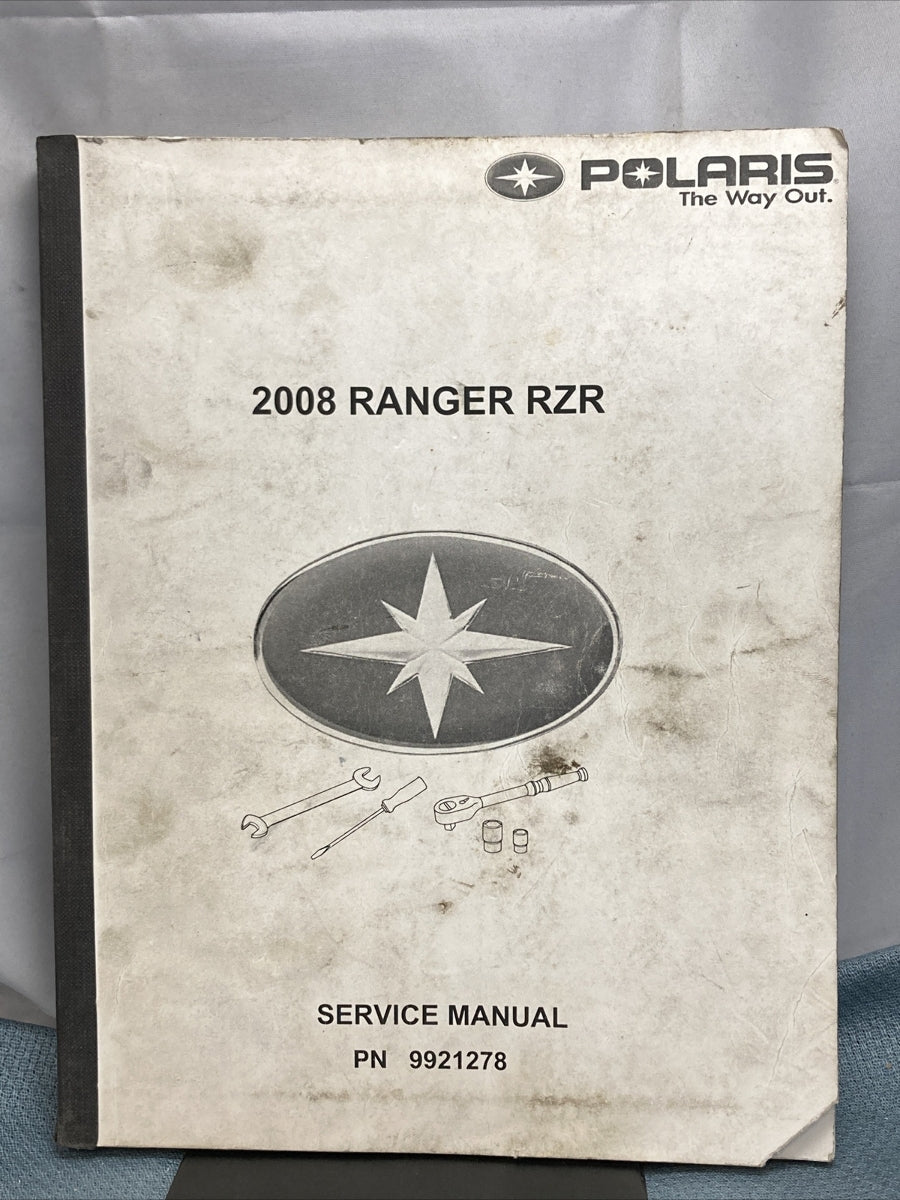 POLARIS
The Way Out.
2008 RANGER RZR
SERVICE MANUAL
PN 9921278